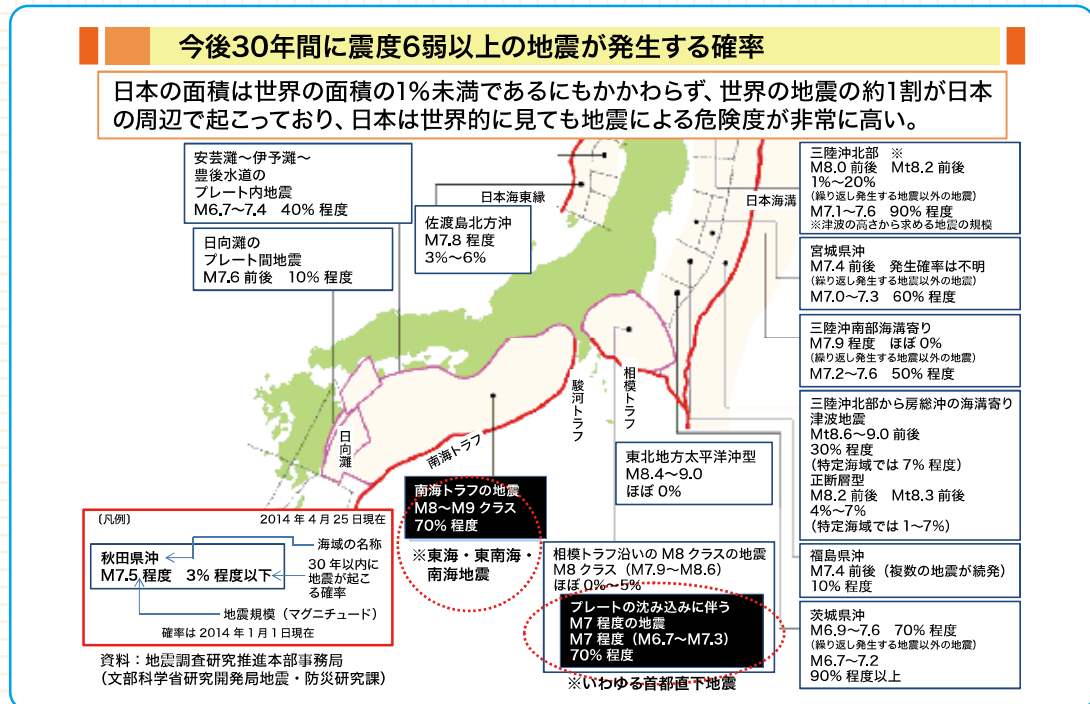 今後30年間に震度6弱以上の地震が発生する確率
日本の面積は世界の面積の1%未満であるにもかかわらず、世界の地震の約1割が日本
の周辺で起こっており、日本は世界的に見ても地震による危険度が非常に高い。
安芸灘～伊予灘～
豊後水道の
プレート内地震
M6.7～7.4 40% 程度
日向灘の
プレート間地震
M7.6 前後 10% 程度
日本海東縁
佐渡島北方沖
M7.8 程度
3%～6%
日本海溝
三陸沖北部 ※
M8.0 前後 Mt8.2 前後
1%～20%
(繰り返し発生する地震以外の地震)
M7.1～7.6 90% 程度
※津波の高さから求める地震の規模
宮城県沖
M7.4 前後 発生確率は不明
(繰り返し発生する地震以外の地震)
M7.0～7.3 60% 程度
三陸沖南部海溝寄り
M7.9 程度 ほぼ 0%
(繰り返し発生する地震以外の地震)
M7.2～7.6 50% 程度
三陸沖北部から房総沖の海溝寄り
津波地震
Mt8.6～9.0 前後
30% 程度
(特定海域では 7% 程度)
正断層型
M8.2 前後 Mt8.3 前後
4%～7%
(特定海域では 1～7%)
福島県沖
M7.4 前後（複数の地震が続発）
10% 程度
茨城県沖
M6.9～7.6 70% 程度
(繰り返し発生する地震以外の地震)
M6.7～7.2
90% 程度以上
日向灘
南海トラフ
駿河トラフ
相模トラフ
東北地方太平洋沖型
M8.4～9.0
ほぼ 0%
南海トラフの地震
M8～M9 クラス
70% 程度
※東海・東南海・
南海地震
相模トラフ沿いの M8 クラスの地震
M8 クラス（M7.9～M8.6）
ほぼ 0%～5%
プレートの沈み込みに伴う
M7 程度の地震
M7 程度（M6.7～M7.3）
70% 程度
※いわゆる首都直下地震
〔凡例〕 2014 年 4 月 25 日現在
秋田県沖
M7.5 程度 3% 程度以下
海域の名称
30 年以内に
地震が起こ
る確率
地震規模（マグニチュード）
確率は 2014 年 1 月 1 日現在
資料：地震調査研究推進本部事務局
（文部科学省研究開発局地震・防災研究課）